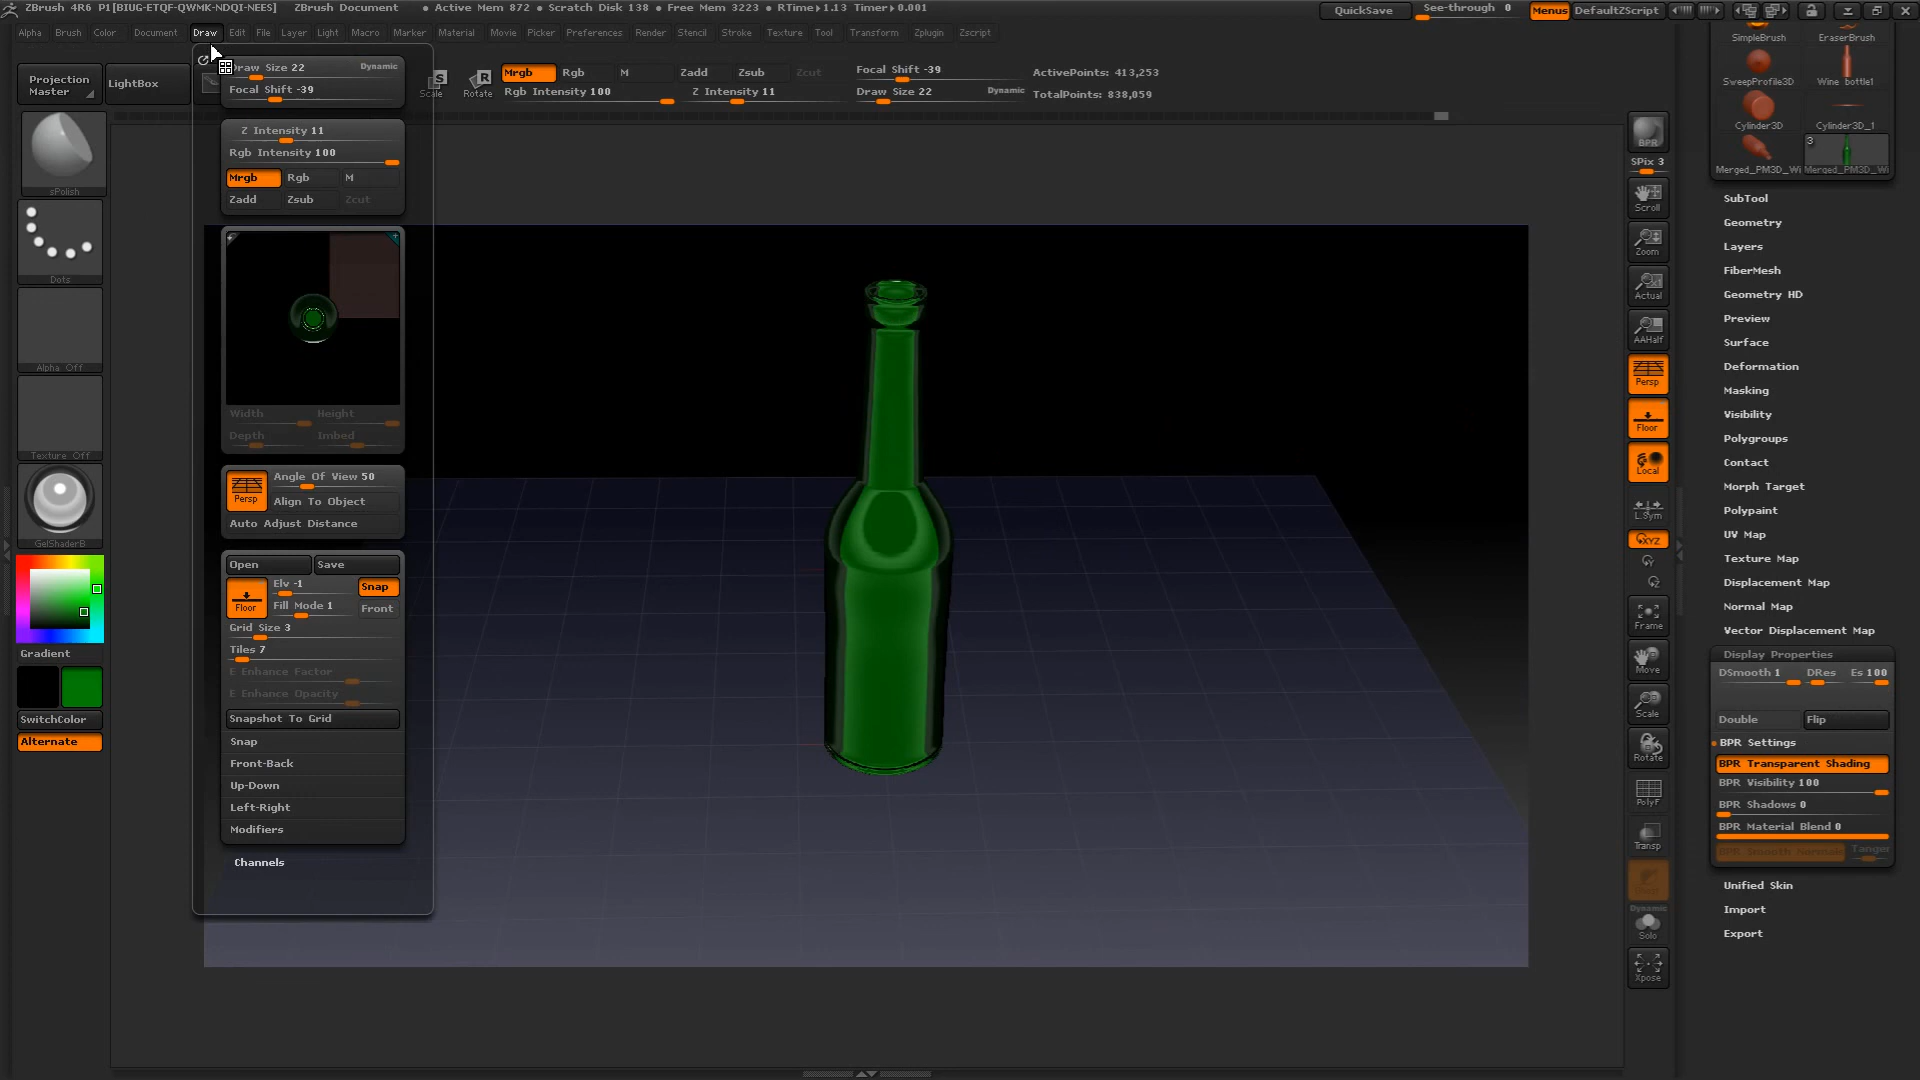 ZBrush 4R6 P1[BIUG-ETQF-QWMK-NDQI-NEES] ZBrush Document • Active Mem 872 • Scratch Disk 138 • Free Mem 3223 • RTime▸1.13 Timer▸0.001 QuickSave See-through 0 Menus DefaultZScript
Alpha Brush Color Document Draw Edit File Layer Light Macro Marker Material Movie Picker Preferences Render Stencil Stroke Texture Tool Transform Zplugin Zscript
Projection Master
LightBox
Draw Size 22 Dynamic
Focal Shift -39
Scale
Rotate
Mrgb Rgb M Zadd Zsub Zcut
Rgb Intensity 100 Z Intensity 11
Focal Shift -39
Draw Size 22 Dynamic
ActivePoints: 413,253
TotalPoints: 838,059
sPolish
Dots
Alpha Off
Texture Off
GelShaderB
Gradient
SwitchColor
Alternate
Z Intensity 11
Rgb Intensity 100
Mrgb Rgb M
Zadd Zsub Zcut
Width Height
Depth Imbed
Persp
Angle Of View 50
Align To Object
Auto Adjust Distance
Open Save
Floor
Elv -1 Snap
Fill Mode 1 Front
Grid Size 3
Tiles 7
E Enhance Factor
E Enhance Opacity
Snapshot To Grid
Snap
Front-Back
Up-Down
Left-Right
Modifiers
Channels
BPR
SPix 3
Scroll
Zoom
Actual
AAHalf
Persp
Floor
Local
L.Sym
XYZ
Y
Z
Frame
Move
Scale
Rotate
PolyF
Transp
Dynamic
Solo
Xpose
SimpleBrush EraserBrush
SweepProfile3D Wine_bottle1
Cylinder3D Cylinder3D_1
3
Merged_PM3D_Wi Merged_PM3D_Wi
SubTool
Geometry
Layers
FiberMesh
Geometry HD
Preview
Surface
Deformation
Masking
Visibility
Polygroups
Contact
Morph Target
Polypaint
UV Map
Texture Map
Displacement Map
Normal Map
Vector Displacement Map
Display Properties
DSmooth 1 DRes Es 100
Double Flip
BPR Settings
BPR Transparent Shading
BPR Visibility 100
BPR Shadows 0
BPR Material Blend 0
BPR Smooth Normals Tanger
Unified Skin
Import
Export